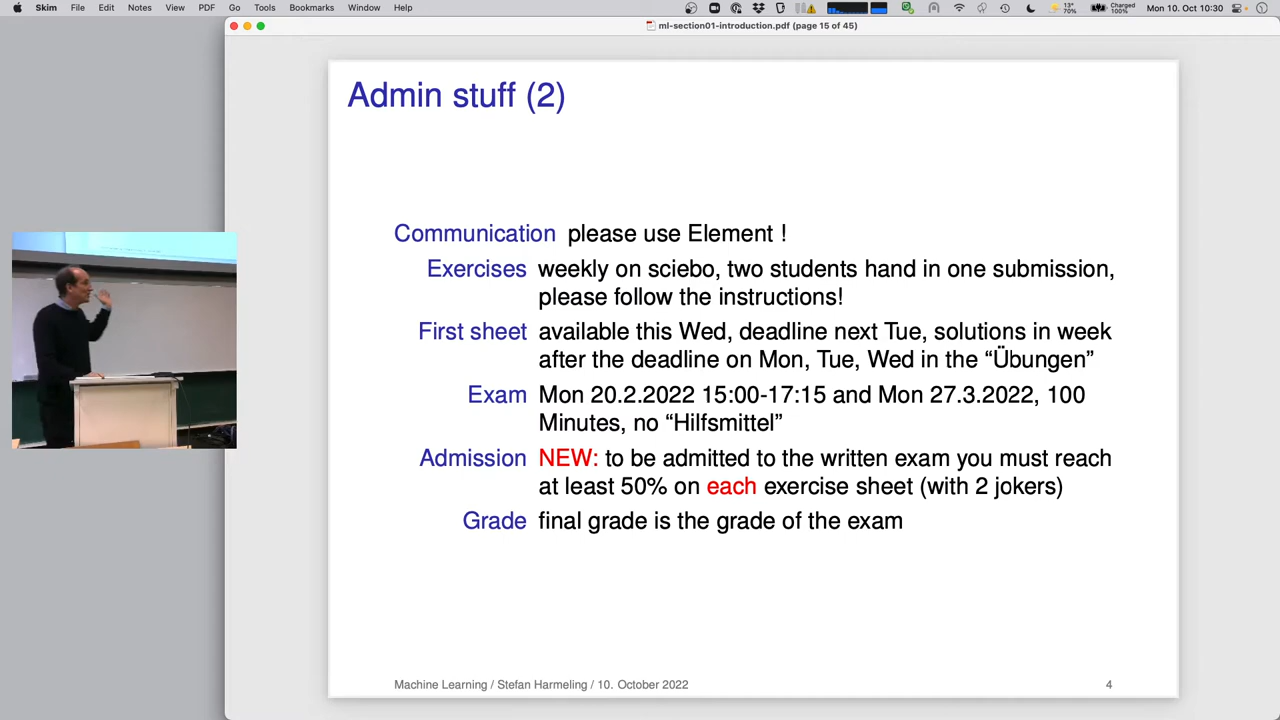 Skim File Edit Notes View PDF Go Tools Bookmarks Window Help 13° 70% Charged 100% Mon 10. Oct 10:30
ml-section01-introduction.pdf (page 15 of 45)
Admin stuff (2)
Communication please use Element !
Exercises weekly on sciebo, two students hand in one submission,
please follow the instructions!
First sheet available this Wed, deadline next Tue, solutions in week
after the deadline on Mon, Tue, Wed in the “Übungen”
Exam Mon 20.2.2022 15:00-17:15 and Mon 27.3.2022, 100
Minutes, no “Hilfsmittel”
Admission NEW: to be admitted to the written exam you must reach
at least 50% on each exercise sheet (with 2 jokers)
Grade final grade is the grade of the exam
Machine Learning / Stefan Harmeling / 10. October 2022 4